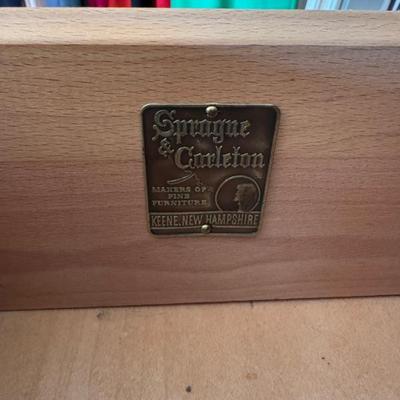 Sprague
& Carleton
MAKERS OF
FINE
FURNITURE
KEENE, NEW HAMPSHIRE